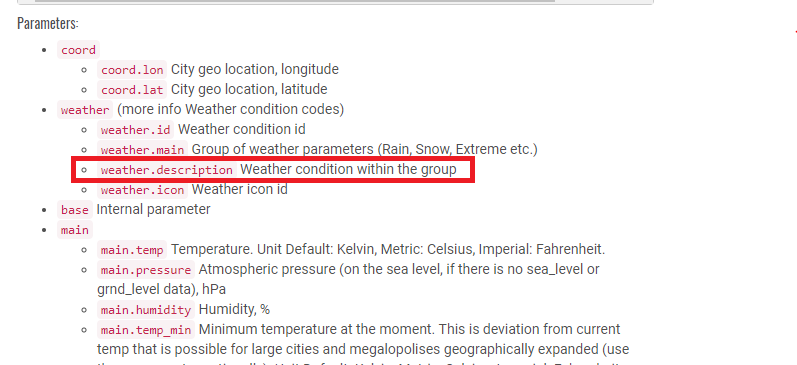 Parameters:
coord
coord.lon City geo location, longitude
coord.lat City geo location, latitude
weather (more info Weather condition codes)
weather.id Weather condition id
weather.main Group of weather parameters (Rain, Snow, Extreme etc.)
weather.description Weather condition within the group
weather.icon Weather icon id
base Internal parameter
main
main.temp Temperature. Unit Default: Kelvin, Metric: Celsius, Imperial: Fahrenheit.
main.pressure Atmospheric pressure (on the sea level, if there is no sea_level or
grnd_level data), hPa
main.humidity Humidity, %
main.temp_min Minimum temperature at the moment. This is deviation from current
temp that is possible for large cities and megalopolises geographically expanded (use